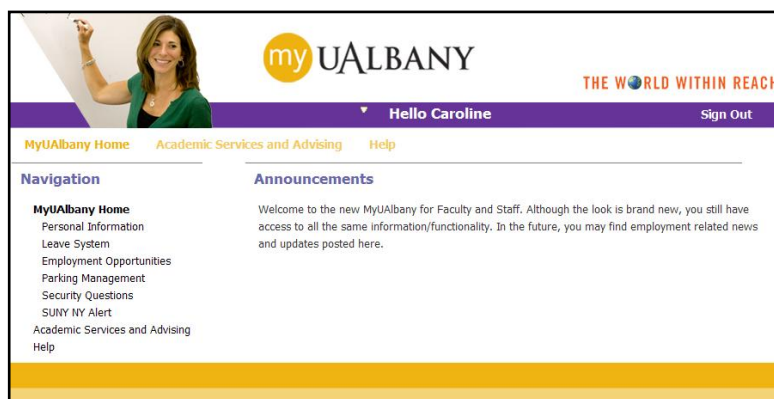 my UALBANY
THE WORLD WITHIN REACH
Hello Caroline
Sign Out
MyUAlbany Home Academic Services and Advising Help
Navigation
MyUAlbany Home
Personal Information
Leave System
Employment Opportunities
Parking Management
Security Questions
SUNY NY Alert
Academic Services and Advising
Help
Announcements
Welcome to the new MyUAlbany for Faculty and Staff. Although the look is brand new, you still have
access to all the same information/functionality. In the future, you may find employment related news
and updates posted here.